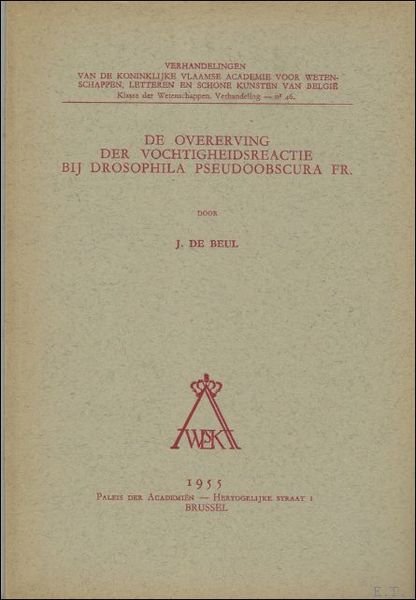 VERHANDELINGEN
VAN DE KONINKLIJKE VLAAMSE ACADEMIE VOOR WETEN-
SCHAPPEN, LETTEREN EN SCHONE KUNSTEN VAN BELGIË
Klasse der Wetenschappen. Verhandeling — nr 46.
DE OVERERVING
DER VOCHTIGHEIDSREACTIE
BIJ DROSOPHILA PSEUDOOBSCURA FR.
DOOR
J. DE BEUL
1955
PALEIS DER ACADEMIËN — HERTOGELIJKE STRAAT 1
BRUSSEL
E.T.